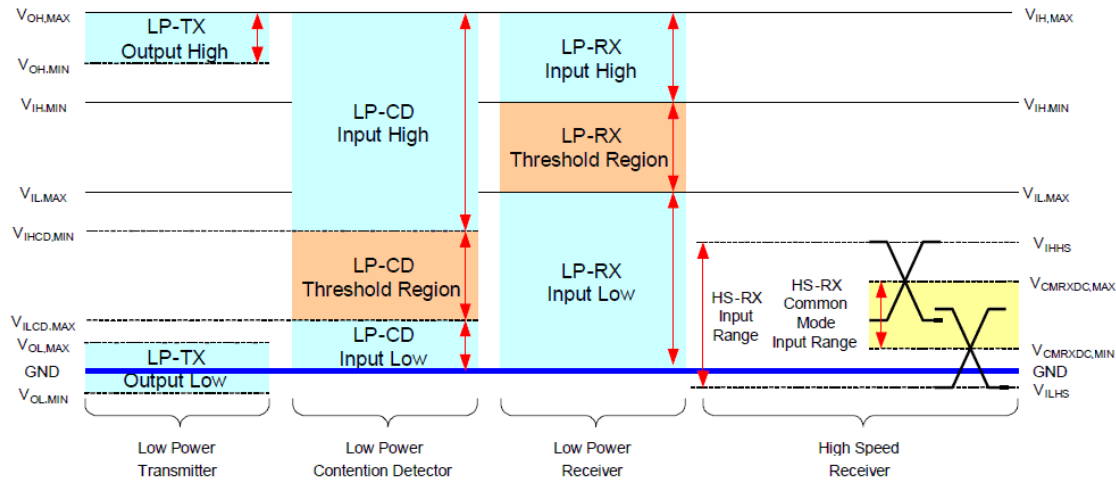 VOH,MAX
LP-TX
Output High
VOH.MIN
VIH.MIN
VIL.MAX
VIHCD,MIN
VILCD.MAX
VOL,MAX
GND
VOL.MIN
LP-TX
Output Low
LP-CD
Input High
LP-CD
Threshold Region
LP-CD
Input Low
LP-RX
Input High
LP-RX
Threshold Region
LP-RX
Input Low
HS-RX
Input
Range
HS-RX
Common
Mode
Input Range
VIH,MAX
VIH.MIN
VIL.MAX
VIHHS
VCMRXDC,MAX
VCMRXDC,MIN
GND
VILHS
Low Power
Transmitter
Low Power
Contention Detector
Low Power
Receiver
High Speed
Receiver